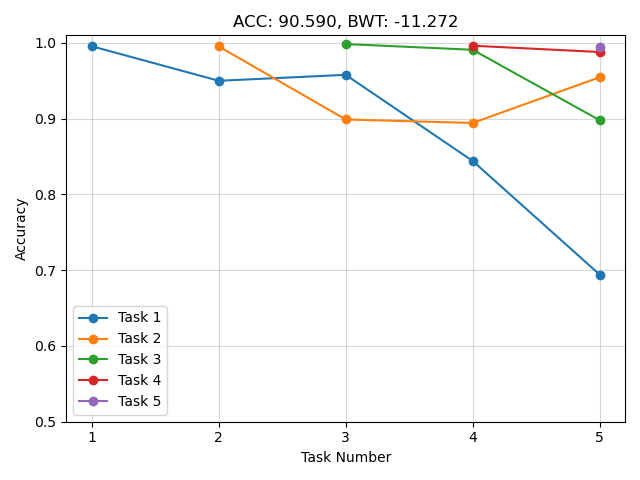 ACC: 90.590, BWT: -11.272
1.0
0.9
0.8
0.7
0.6
0.5
Accuracy
Task 1
Task 2
Task 3
Task 4
Task 5
1 2 3 4 5
Task Number